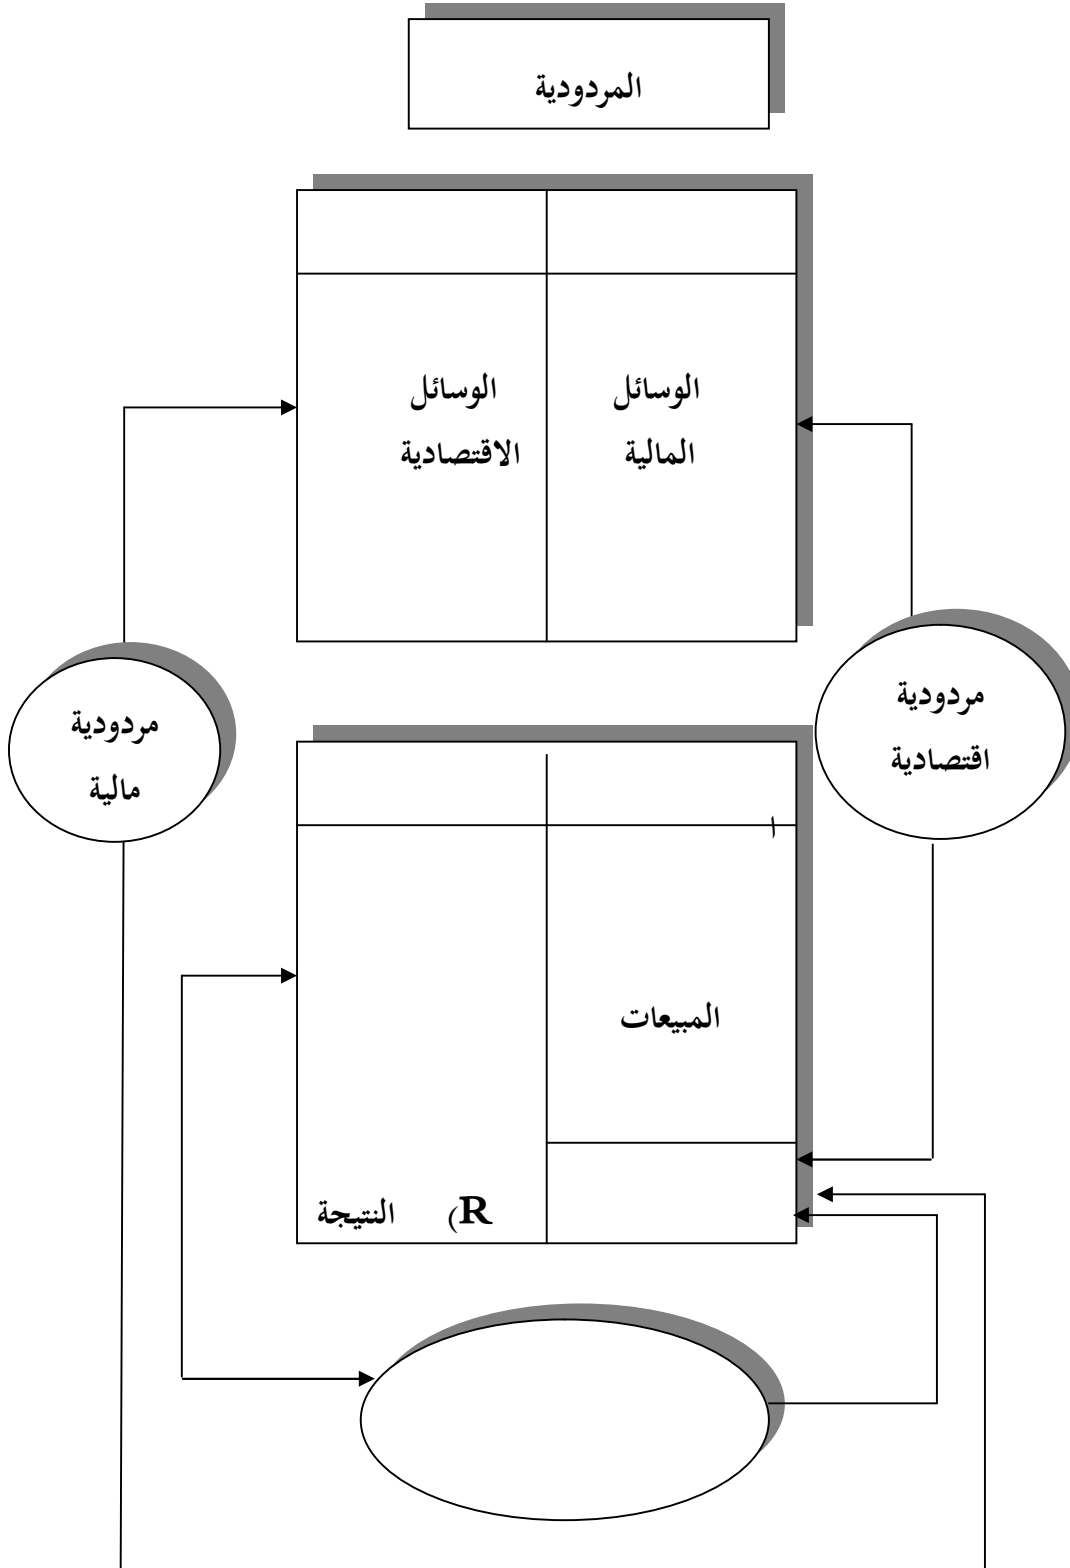 المردودية
الوسائل
المالية
الوسائل
الاقتصادية
مردودية
اقتصادية
مردودية
مالية
ا
المبيعات
النتيجة (R